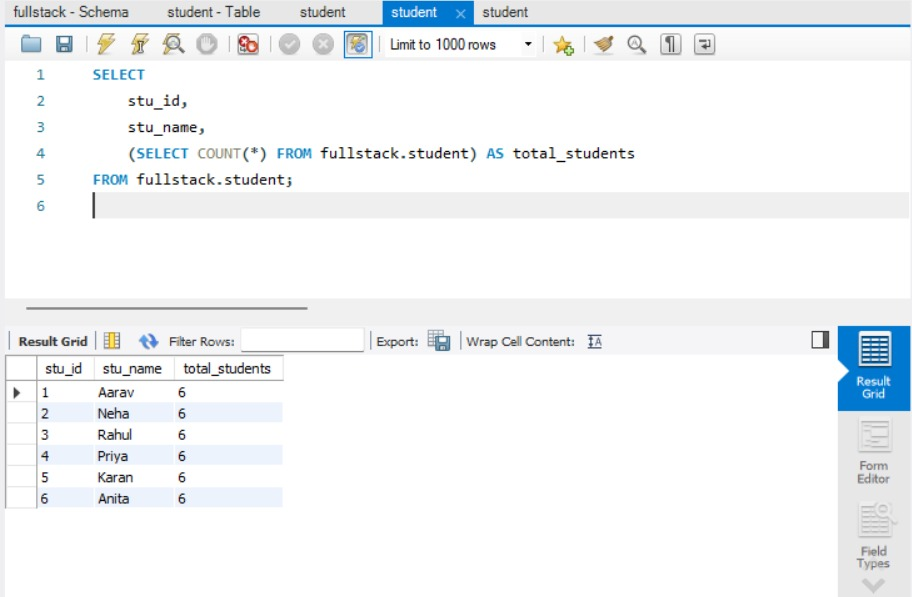 fullstack - Schema student - Table student student student
Limit to 1000 rows
1 SELECT
2 stu_id,
3 stu_name,
4 (SELECT COUNT(*) FROM fullstack.student) AS total_students
5 FROM fullstack.student;
6
Result Grid Filter Rows: Export: Wrap Cell Content: IA
stu_id stu_name total_students
1 Aarav 6
2 Neha 6
3 Rahul 6
4 Priya 6
5 Karan 6
6 Anita 6
Result
Grid
Form
Editor
Field
Types